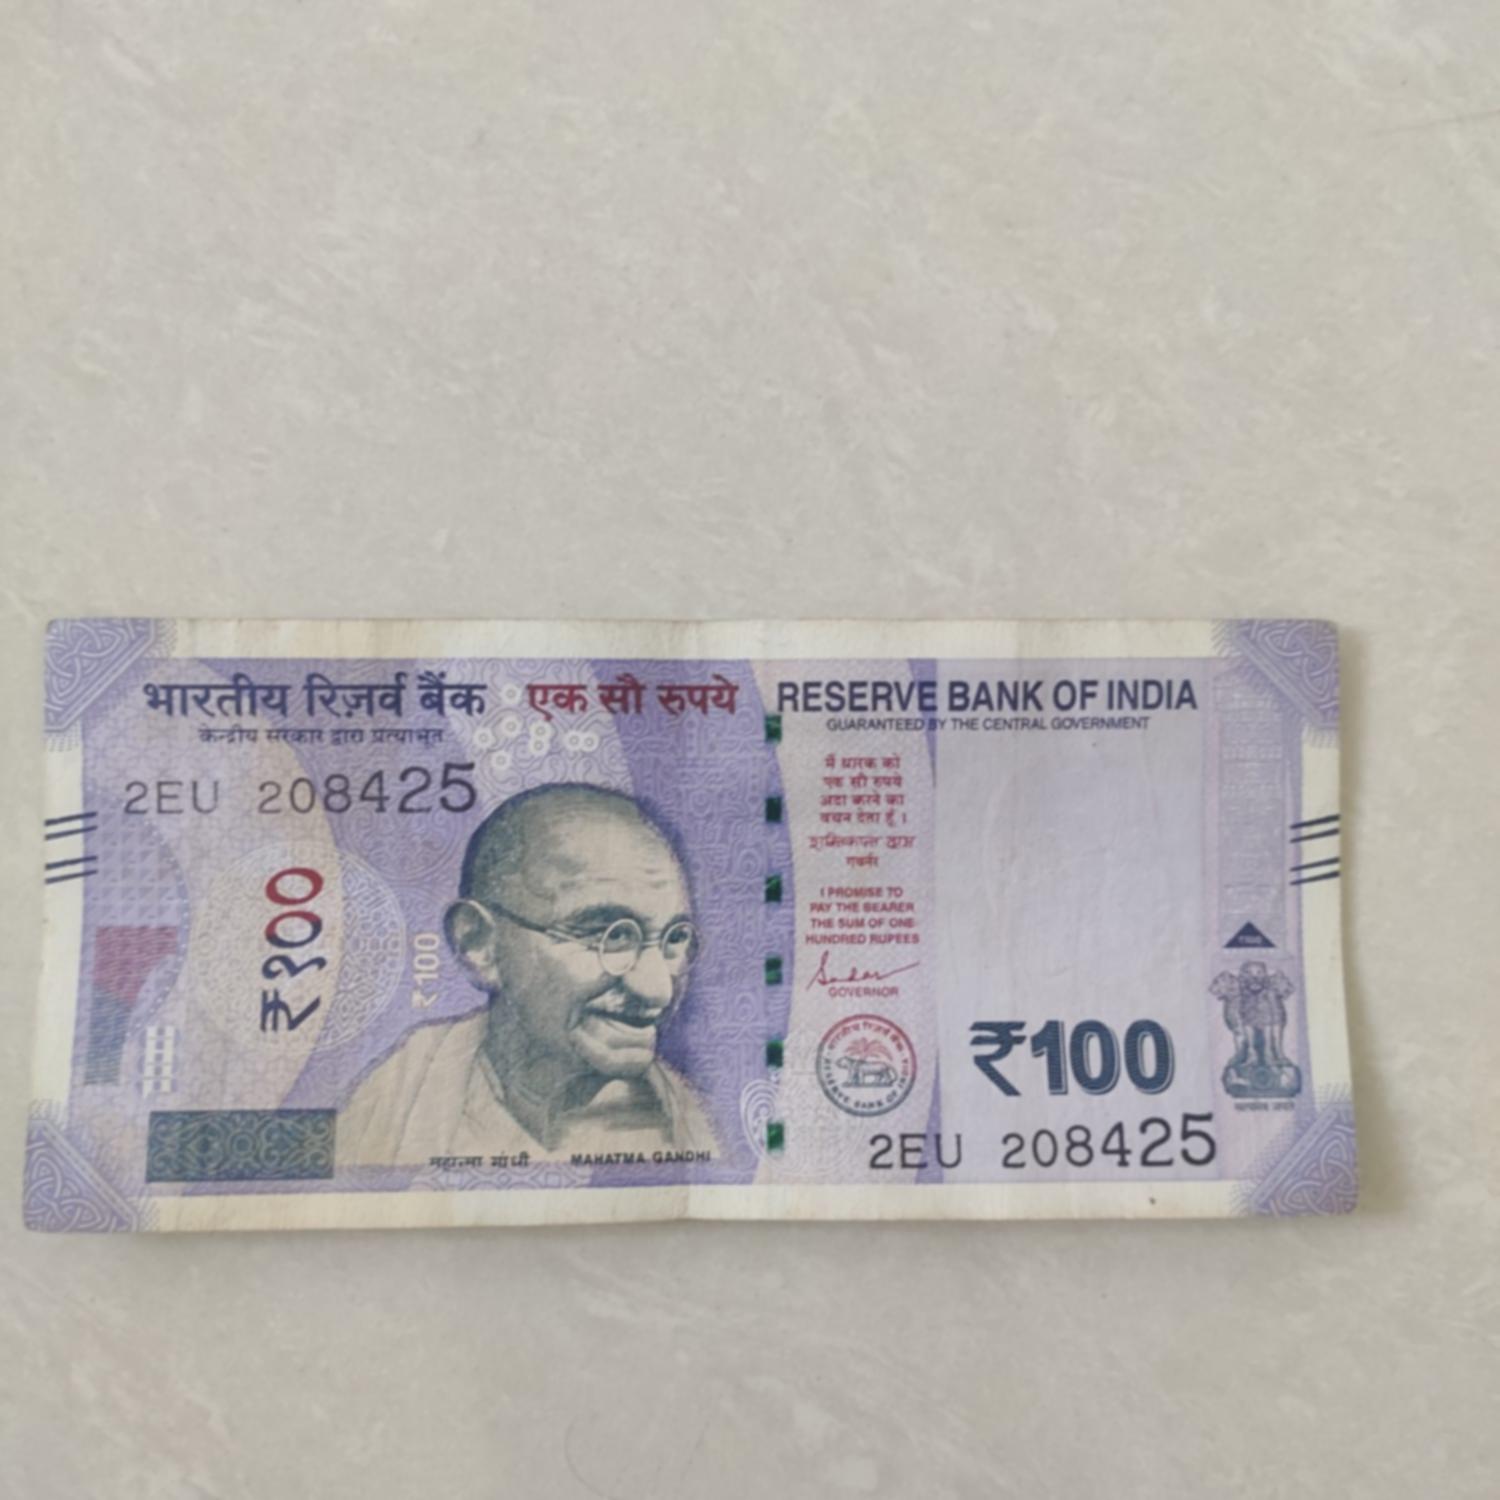 भारतीय रिज़र्व बैंक
केन्द्रीय सरकार द्वारा प्रत्याभूत
एक सौ रुपये
RESERVE BANK OF INDIA
GUARANTEED BY THE CENTRAL GOVERNMENT
2EU 208425
₹१००
₹100
मैं धारक को
एक सौ रुपये
अदा करने का
वचन देता हूँ ।
शक्तिकान्त दास
गवर्नर
I PROMISE TO
PAY THE BEARER
THE SUM OF ONE
HUNDRED RUPEES
GOVERNOR
भारतीय रिज़र्व बैंक
RESERVE BANK OF INDIA
₹100
सत्यमेव जयते
2EU 208425
महात्मा गांधी
MAHATMA GANDHI